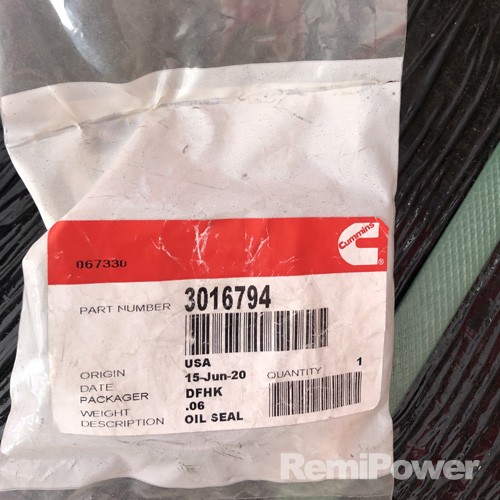 Cummins
067330
PART NUMBER 3016794
ORIGIN USA
DATE 15-Jun-20 QUANTITY 1
PACKAGER DFHK
WEIGHT .06
DESCRIPTION OIL SEAL
RemiPower